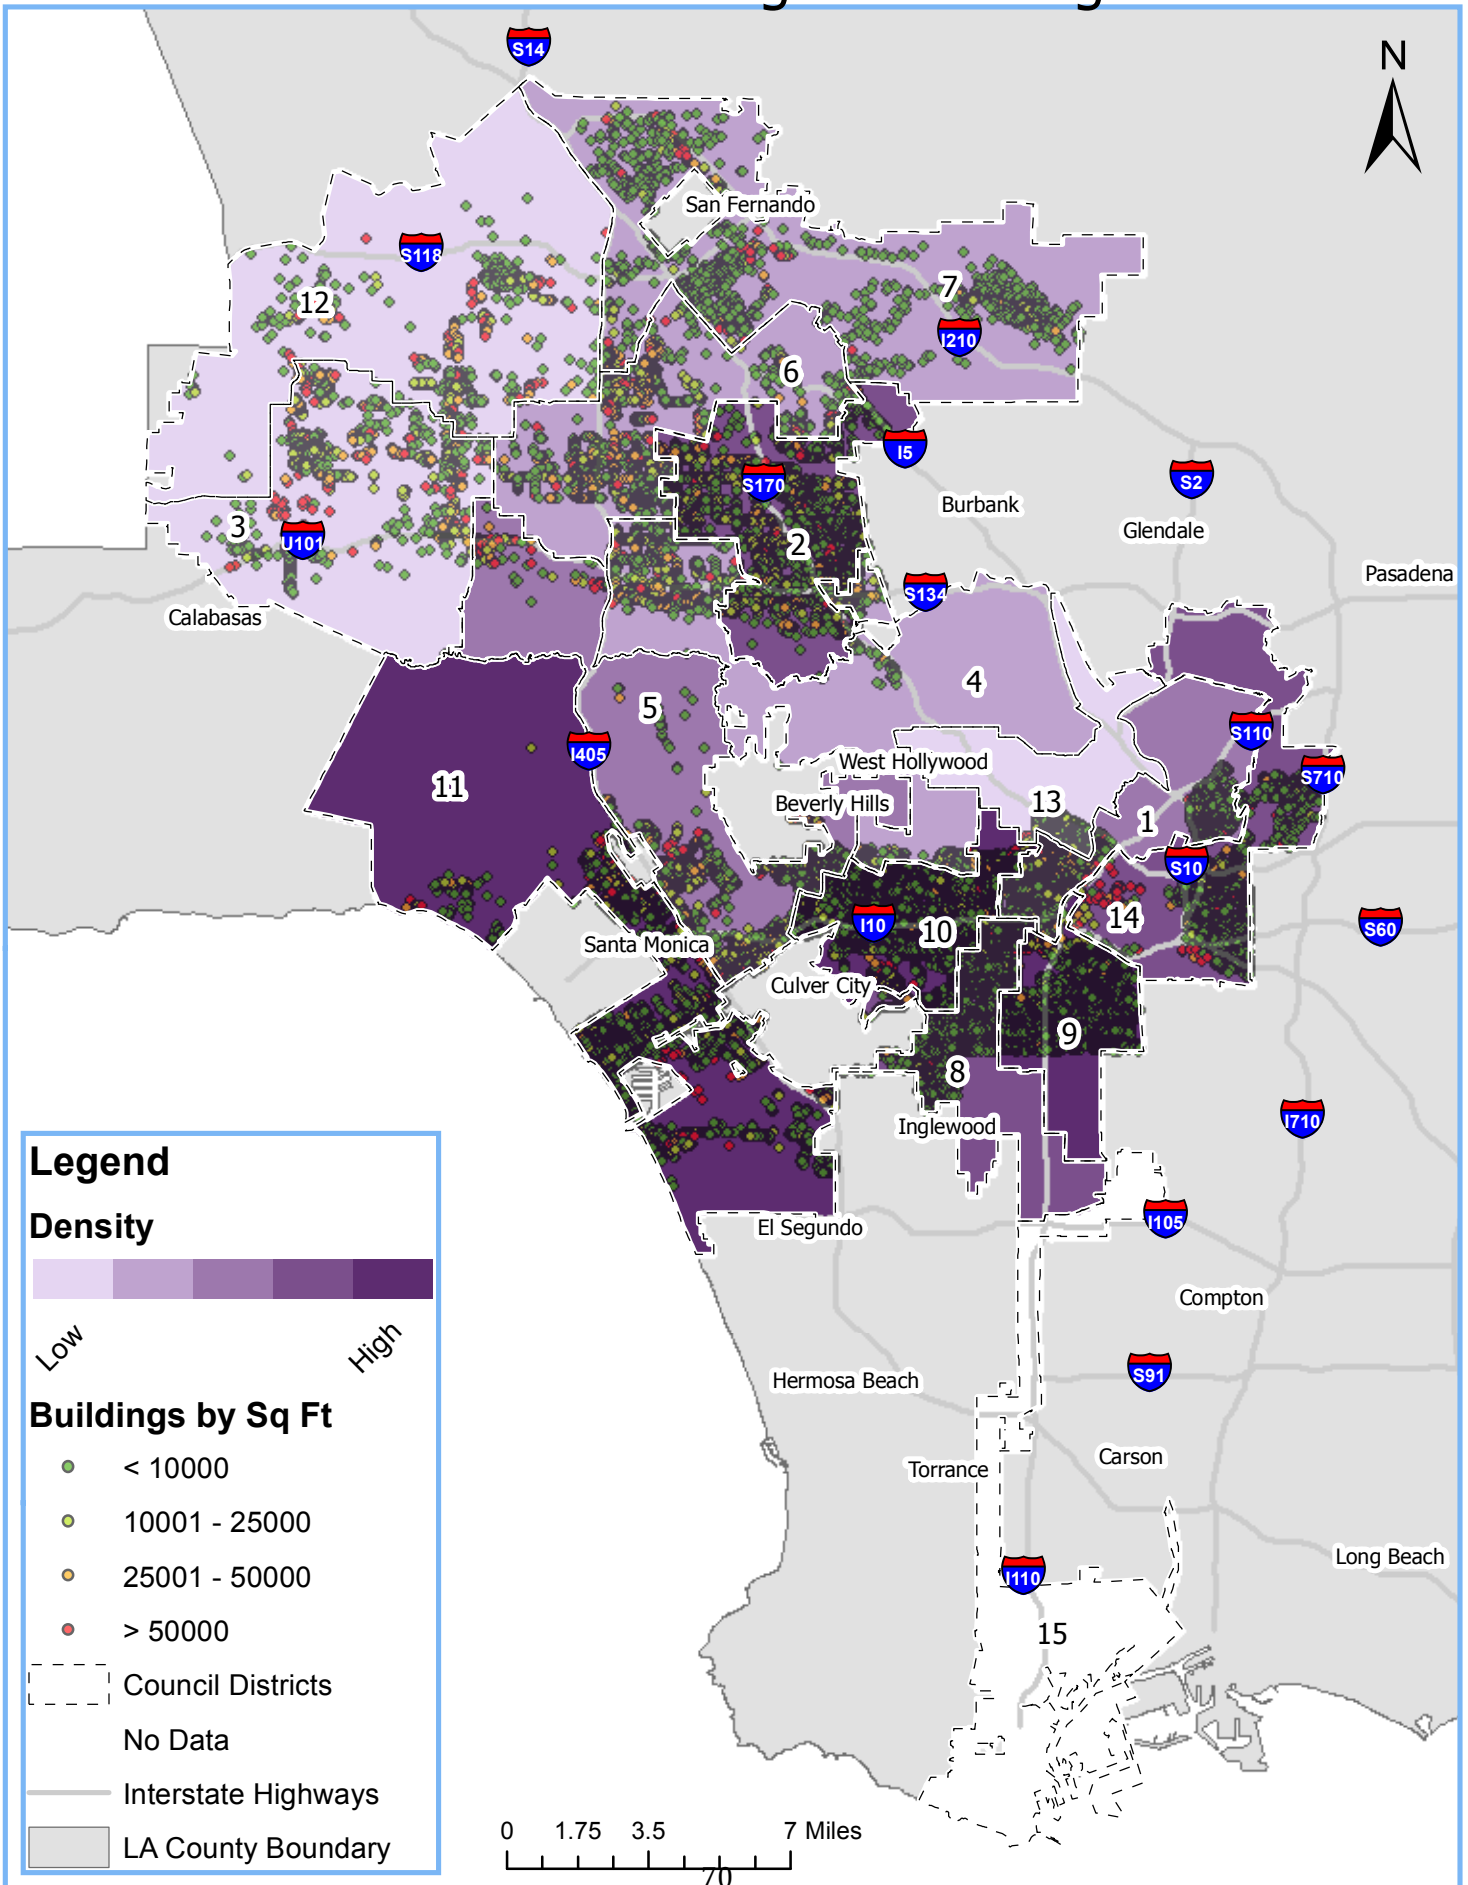 N
S14
San Fernando
S118
7
12
I210
6
I5
S170
S2
Burbank
3
U101
2
Glendale
Pasadena
S134
Calabasas
4
5
S110
I405
West Hollywood
S710
11
Beverly Hills
13
1
S10
14
I10
10
S60
Santa Monica
Culver City
9
8
Inglewood
I710
Legend
Density
Low
High
El Segundo
I105
Compton
S91
Hermosa Beach
Buildings by Sq Ft
< 10000
10001 - 25000
25001 - 50000
> 50000
Council Districts
No Data
Interstate Highways
LA County Boundary
Carson
Torrance
Long Beach
I110
15
0 1.75 3.5 7 Miles
70